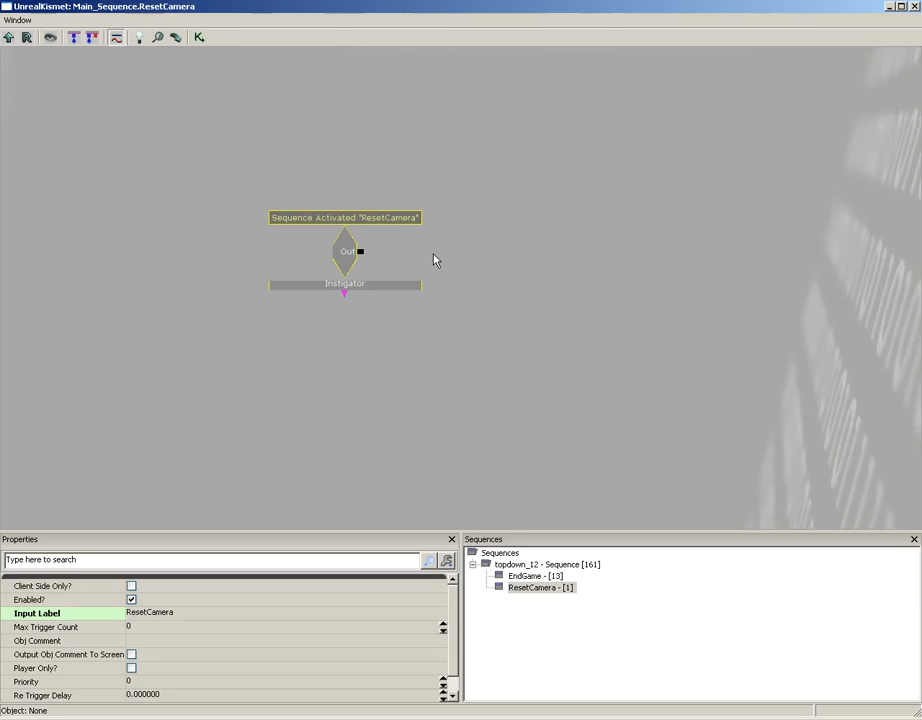 UnrealKismet: Main_Sequence.ResetCamera
Window
Sequence Activated "ResetCamera"
Out
Instigator
Properties
Type here to search
Client Side Only?
Enabled?
Input Label ResetCamera
Max Trigger Count 0
Obj Comment
Output Obj Comment To Screen
Player Only?
Priority 0
Re Trigger Delay 0.000000
Sequences
Sequences
topdown_12 - Sequence [161]
EndGame - [13]
ResetCamera - [1]
Object: None